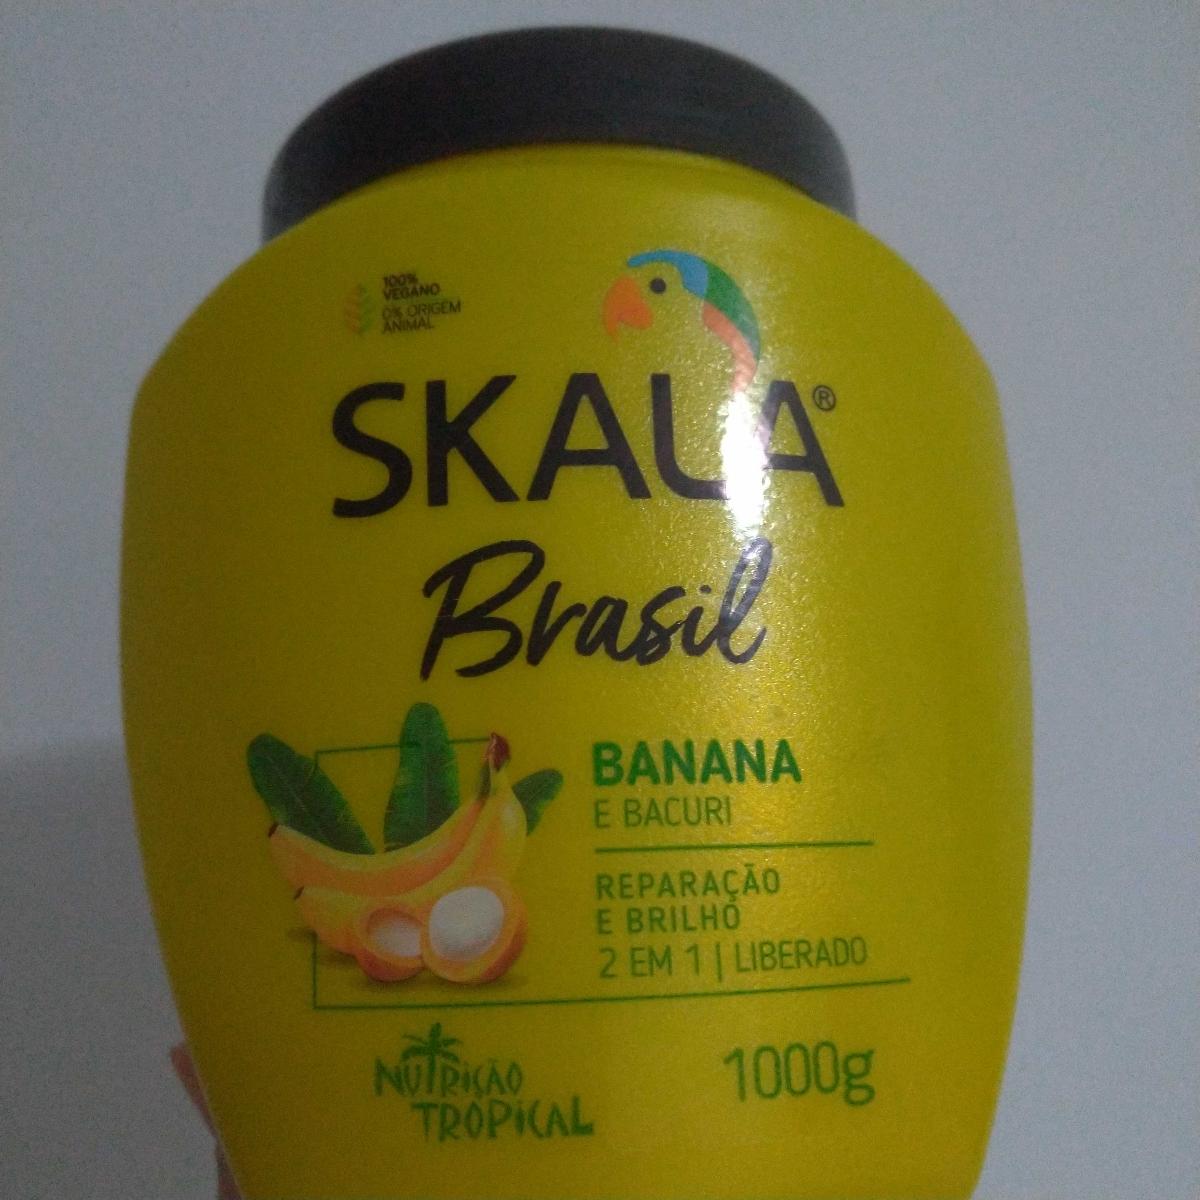 100%
VEGANO
0% ORIGEM
ANIMAL
SKALA®
Brasil
BANANA
E BACURI
REPARAÇÃO
E BRILHO
2 EM 1 | LIBERADO
NUTRIÇÃO
TROPICAL
1000g